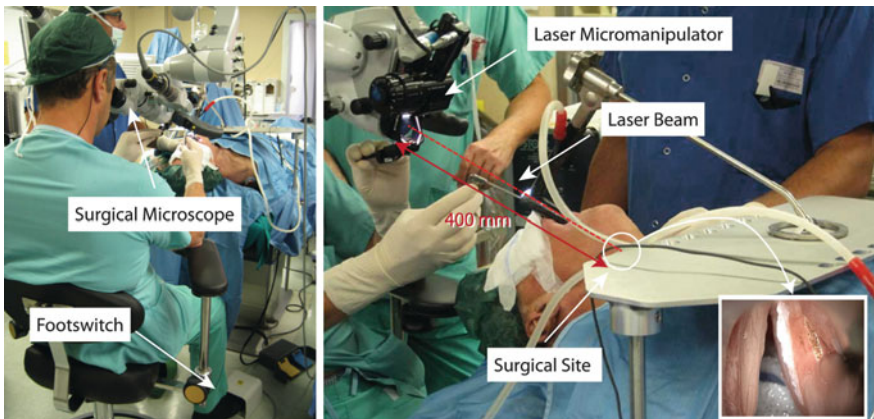 Surgical Microscope
Footswitch
Laser Micromanipulator
Laser Beam
400 mm
Surgical Site